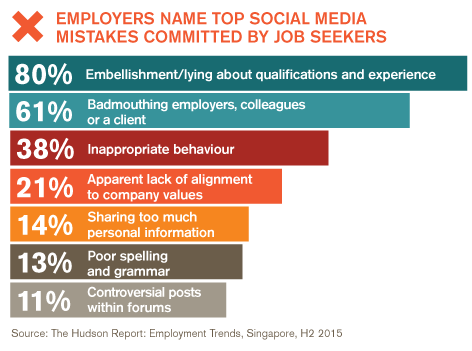 EMPLOYERS NAME TOP SOCIAL MEDIA
MISTAKES COMMITTED BY JOB SEEKERS
80% Embellishment/lying about qualifications and experience
61% Badmouthing employers, colleagues
or a client
38% Inappropriate behaviour
21% Apparent lack of alignment
to company values
14% Sharing too much
personal information
13% Poor spelling
and grammar
11% Controversial posts
within forums
Source: The Hudson Report: Employment Trends, Singapore, H2 2015